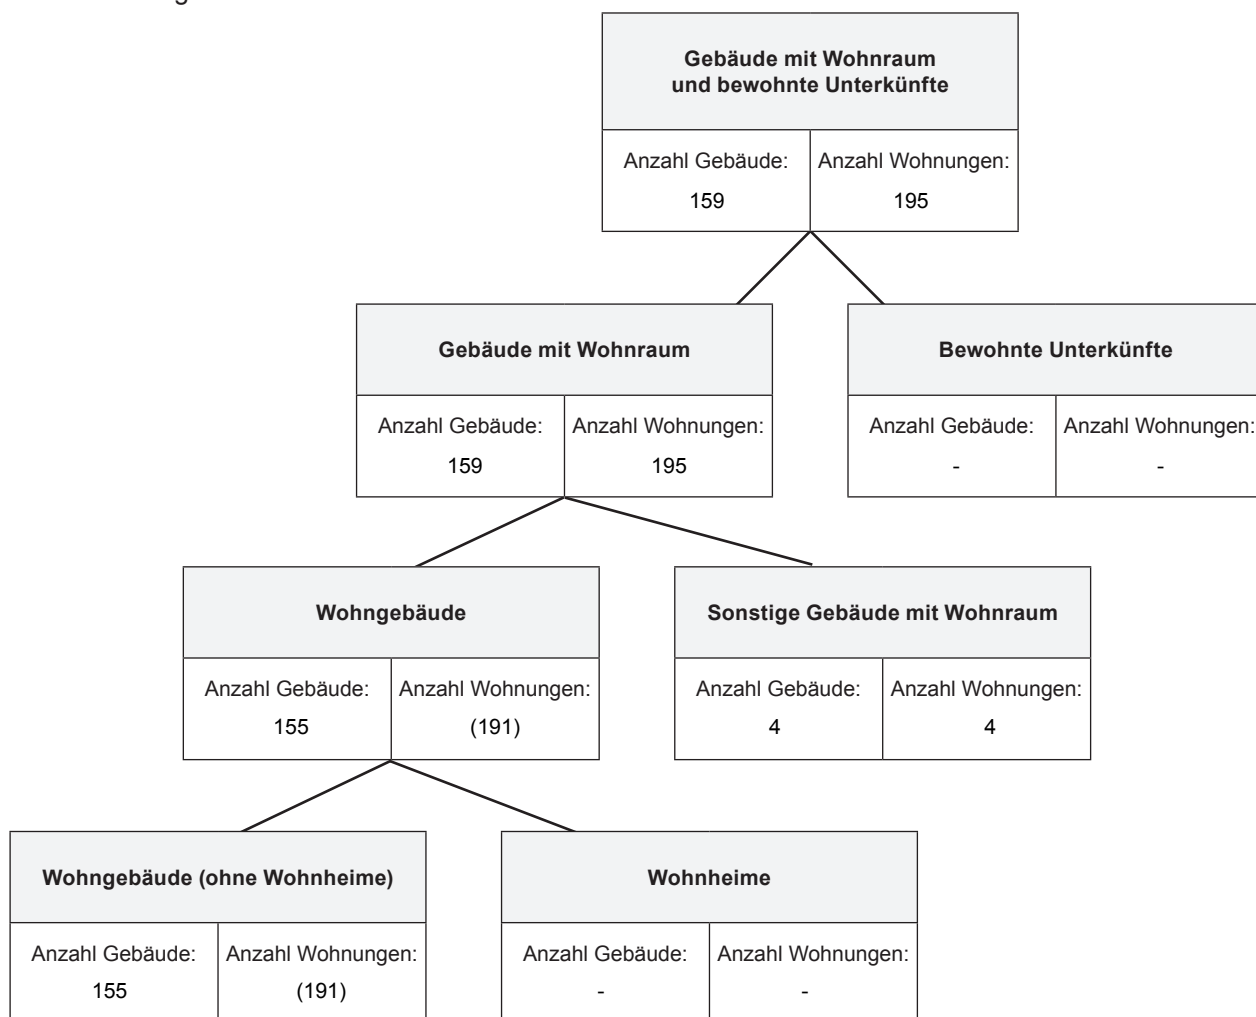 Gebäude mit Wohnraum
und bewohnte Unterkünfte
Anzahl Gebäude:
159
Anzahl Wohnungen:
195
Gebäude mit Wohnraum
Anzahl Gebäude:
159
Anzahl Wohnungen:
195
Bewohnte Unterkünfte
Anzahl Gebäude:
-
Anzahl Wohnungen:
-
Wohngebäude
Anzahl Gebäude:
155
Anzahl Wohnungen:
(191)
Sonstige Gebäude mit Wohnraum
Anzahl Gebäude:
4
Anzahl Wohnungen:
4
Wohngebäude (ohne Wohnheime)
Anzahl Gebäude:
155
Anzahl Wohnungen:
(191)
Wohnheime
Anzahl Gebäude:
-
Anzahl Wohnungen:
-